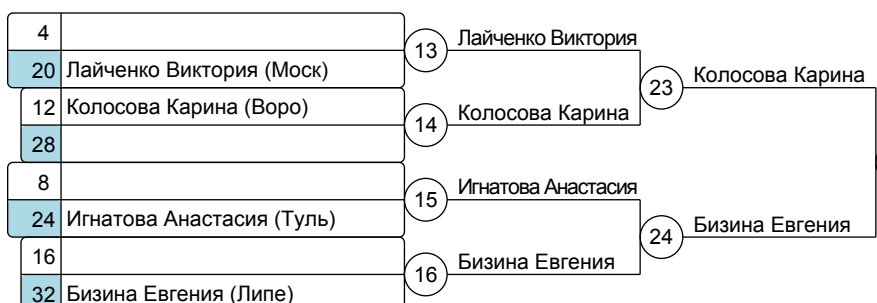 4
13 Лайченко Виктория
20 Лайченко Виктория (Моск)
23 Колосова Карина
12 Колосова Карина (Воро)
14 Колосова Карина
28
8
15 Игнатова Анастасия
24 Игнатова Анастасия (Туль)
24 Бизина Евгения
16
16 Бизина Евгения
32 Бизина Евгения (Липе)